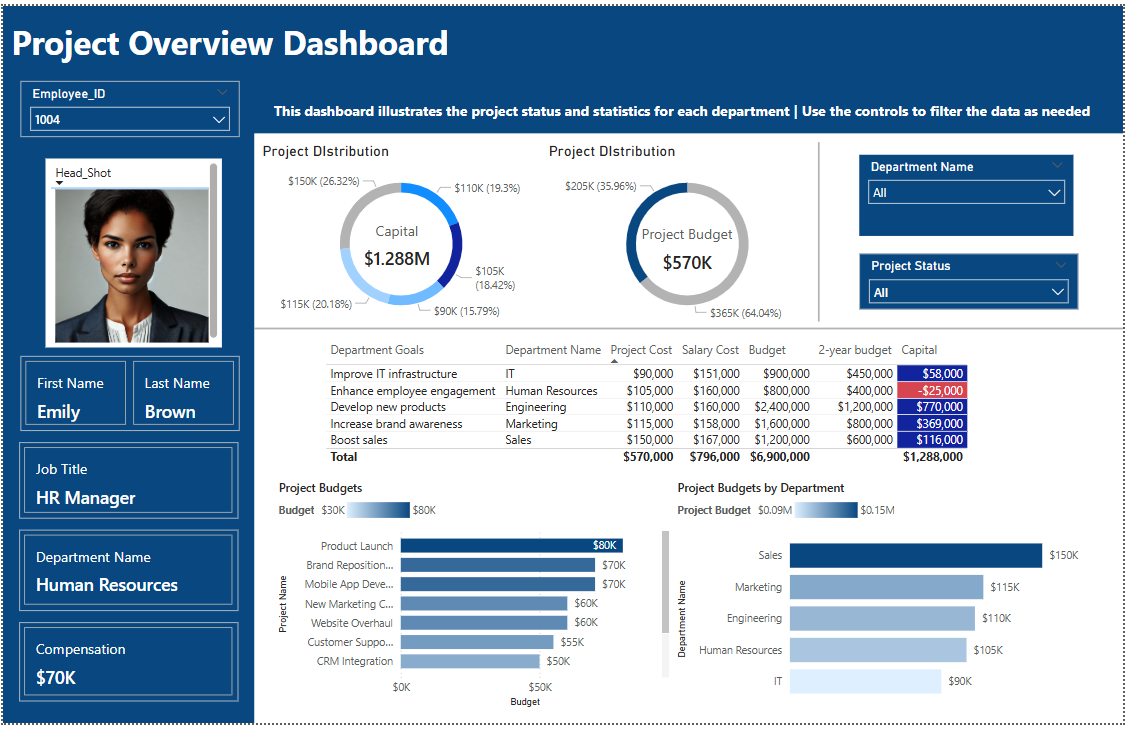 Project Overview Dashboard
Employee_ID
1004
This dashboard illustrates the project status and statistics for each department | Use the controls to filter the data as needed
Head_Shot
First Name
Emily
Last Name
Brown
Job Title
HR Manager
Department Name
Human Resources
Compensation
$70K
Project DIstribution
$150K (26.32%)
$110K (19.3%)
Capital
$1.288M
$105K
(18.42%)
$115K (20.18%)
$90K (15.79%)
Project DIstribution
$205K (35.96%)
Project Budget
$570K
$365K (64.04%)
Department Name
All
Project Status
All
Department Goals Department Name Project Cost Salary Cost Budget 2-year budget Capital
Improve IT infrastructure IT $90,000 $151,000 $900,000 $450,000 $58,000
Enhance employee engagement Human Resources $105,000 $160,000 $800,000 $400,000 -$25,000
Develop new products Engineering $110,000 $160,000 $2,400,000 $1,200,000 $770,000
Increase brand awareness Marketing $115,000 $158,000 $1,600,000 $800,000 $369,000
Boost sales Sales $150,000 $167,000 $1,200,000 $600,000 $116,000
Total $570,000 $796,000 $6,900,000 $1,288,000
Project Budgets
Budget $30K $80K
Project Name
Product Launch $80K
Brand Reposition... $70K
Mobile App Deve... $70K
New Marketing C... $60K
Website Overhaul $60K
Customer Suppo... $55K
CRM Integration $50K
$0K $50K
Budget
Project Budgets by Department
Project Budget $0.09M $0.15M
Department Name
Sales $150K
Marketing $115K
Engineering $110K
Human Resources $105K
IT $90K